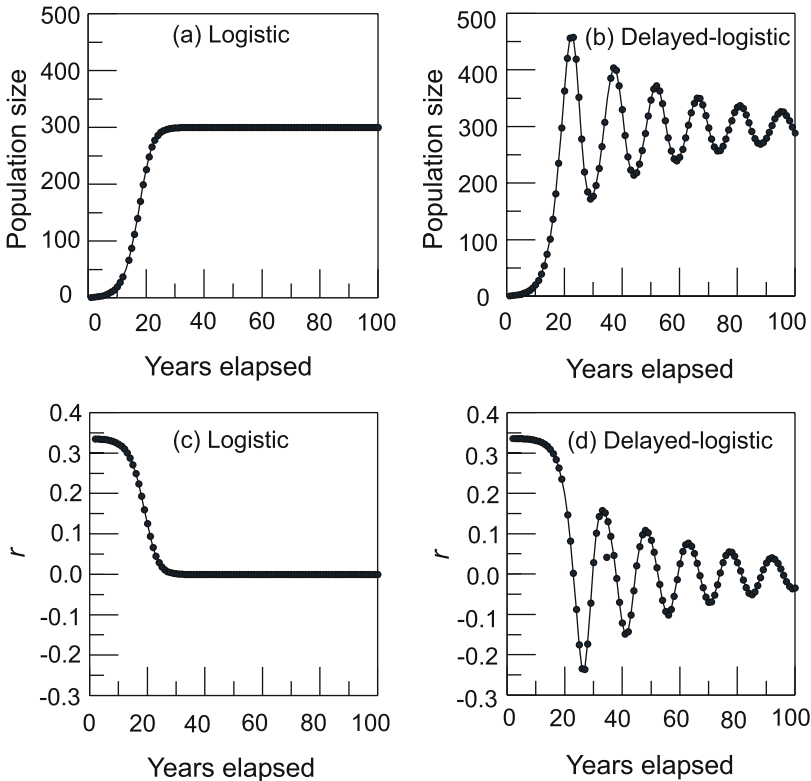 (a) Logistic
Population size
500
400
300
200
100
0
0 20 40 60 80 100
Years elapsed
(b) Delayed-logistic
Population size
500
400
300
200
100
0
0 20 40 60 80 100
Years elapsed
(c) Logistic
r
0.4
0.3
0.2
0.1
0.0
-0.1
-0.2
-0.3
0 20 40 60 80 100
Years elapsed
(d) Delayed-logistic
r
0.4
0.3
0.2
0.1
0.0
-0.1
-0.2
-0.3
0 20 40 60 80 100
Years elapsed